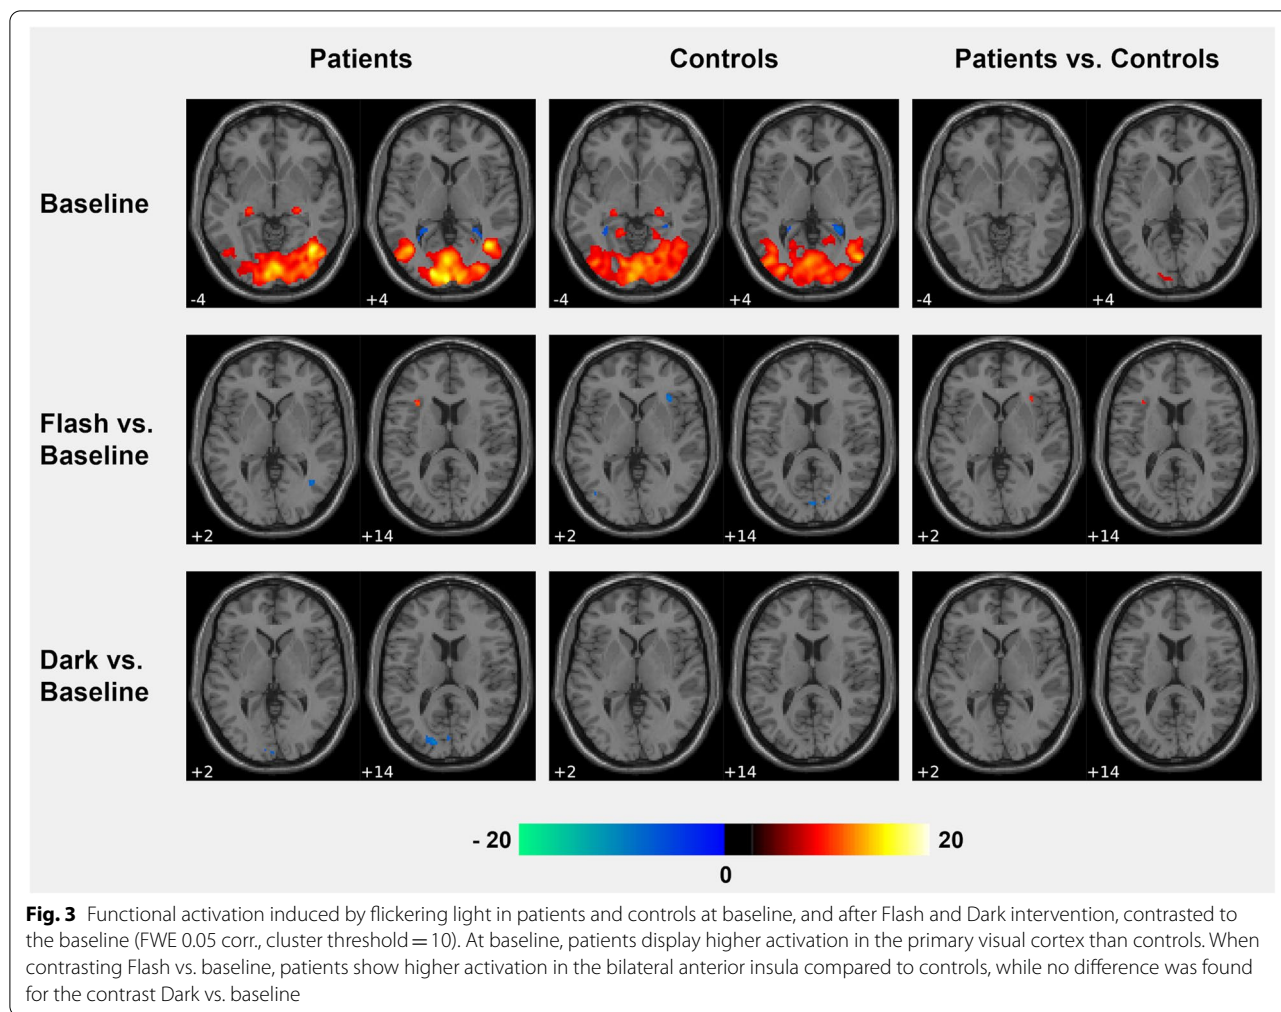 Patients Controls Patients vs. Controls
Baseline
-4 +4 -4 +4 -4 +4
Flash vs.
Baseline
+2 +14 +2 +14 +2 +14
Dark vs.
Baseline
+2 +14 +2 +14 +2 +14
- 20 20
0
Fig. 3 Functional activation induced by flickering light in patients and controls at baseline, and after Flash and Dark intervention, contrasted to
the baseline (FWE 0.05 corr., cluster threshold = 10). At baseline, patients display higher activation in the primary visual cortex than controls. When
contrasting Flash vs. baseline, patients show higher activation in the bilateral anterior insula compared to controls, while no difference was found
for the contrast Dark vs. baseline